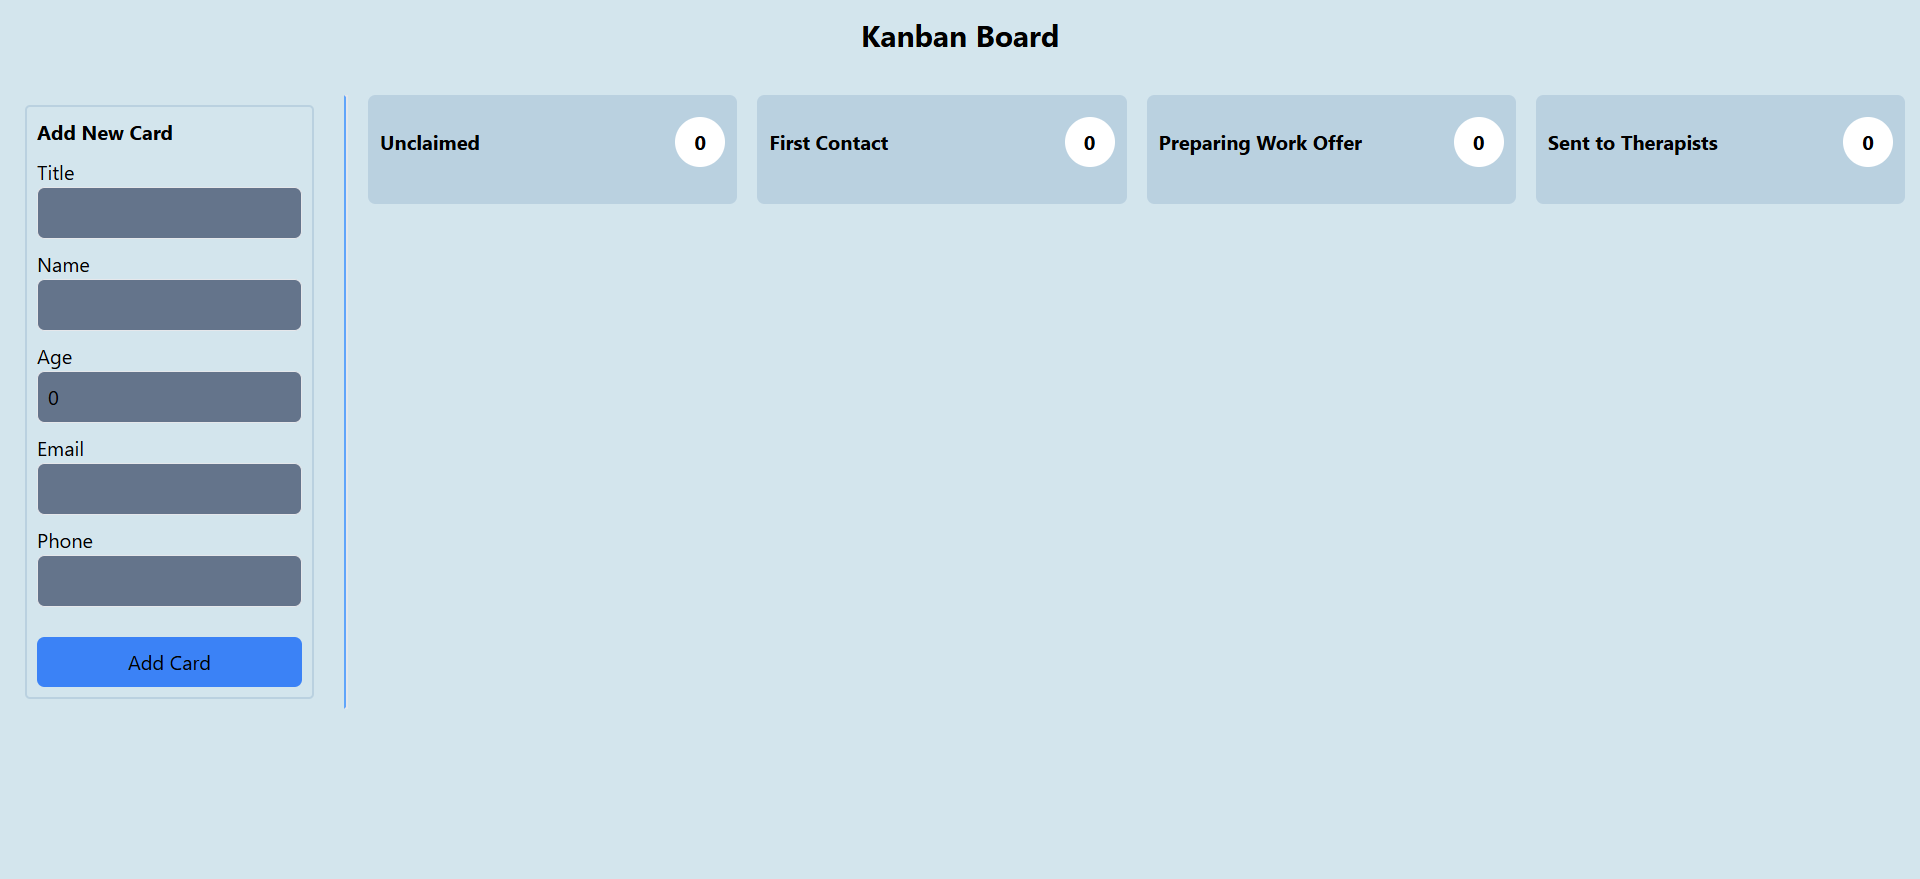 Kanban Board
Add New Card
Title
Name
Age
0
Email
Phone
Add Card
Unclaimed 0
First Contact 0
Preparing Work Offer 0
Sent to Therapists 0